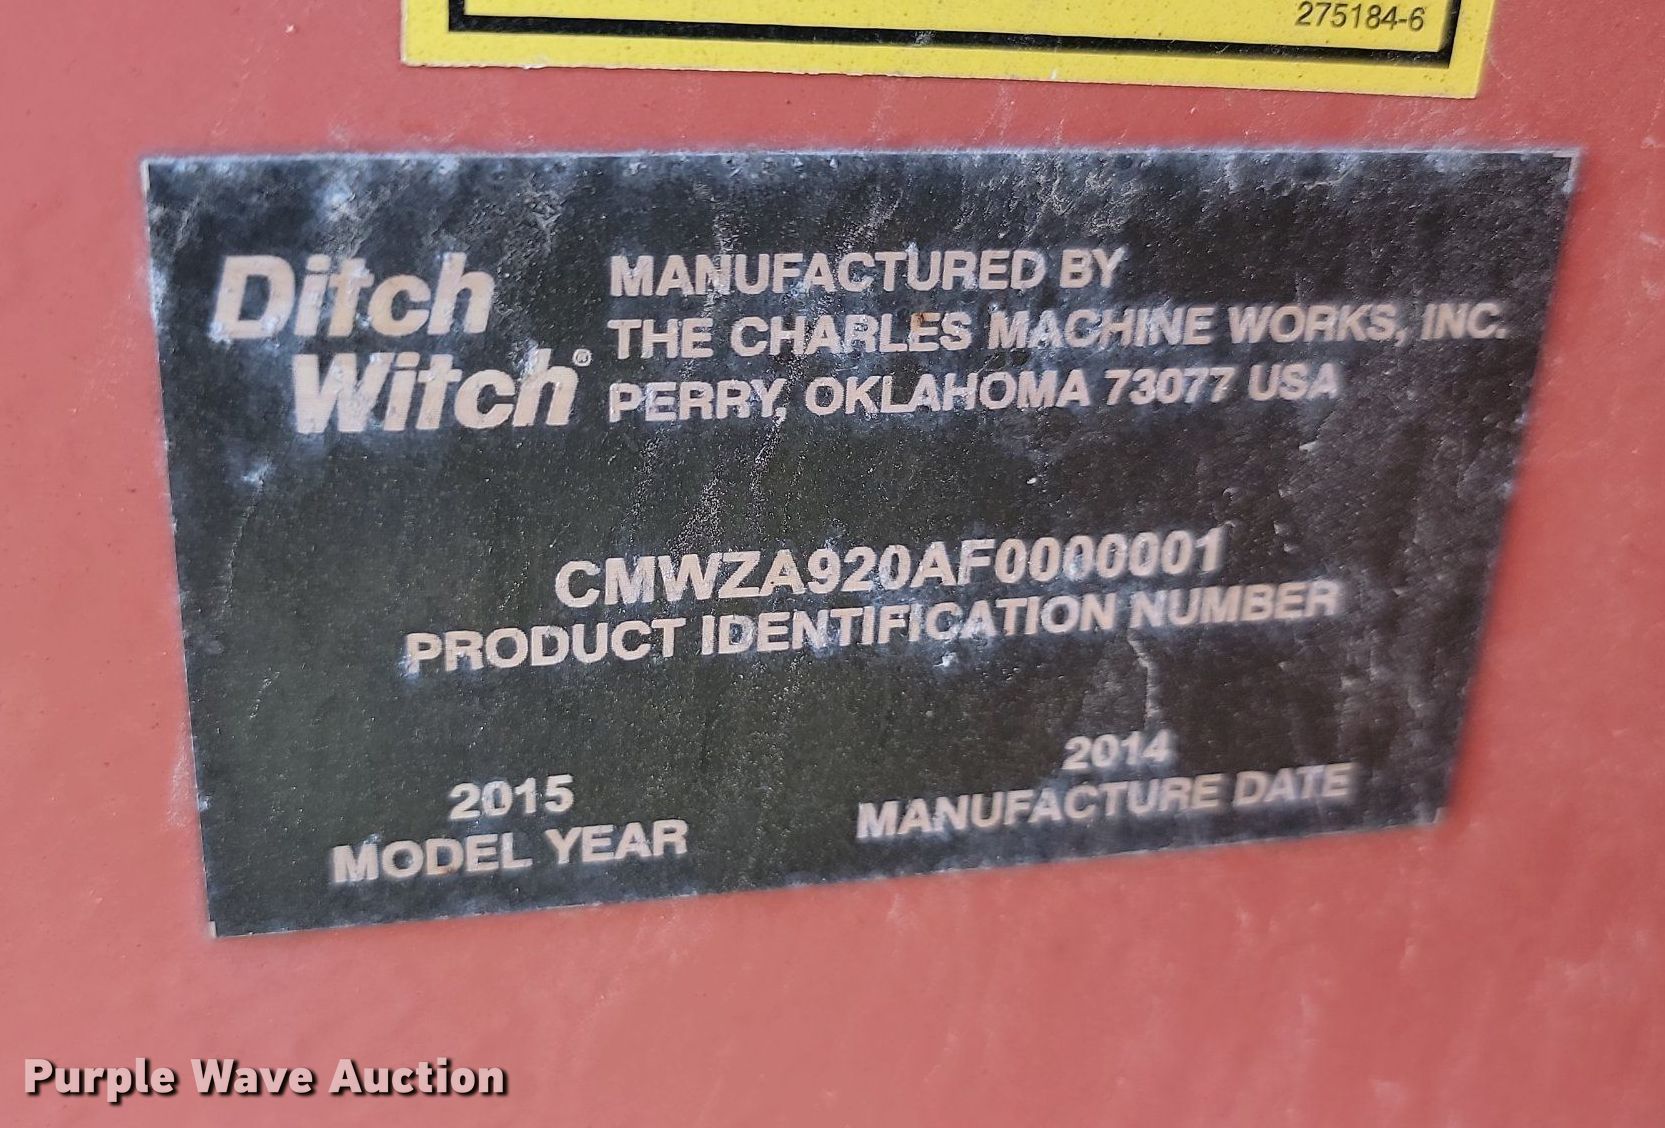 275184-6
Ditch
Witch®
MANUFACTURED BY
THE CHARLES MACHINE WORKS, INC.
PERRY, OKLAHOMA 73077 USA
CMWZA920AF0000001
PRODUCT IDENTIFICATION NUMBER
2015
MODEL YEAR
2014
MANUFACTURE DATE
Purple Wave Auction